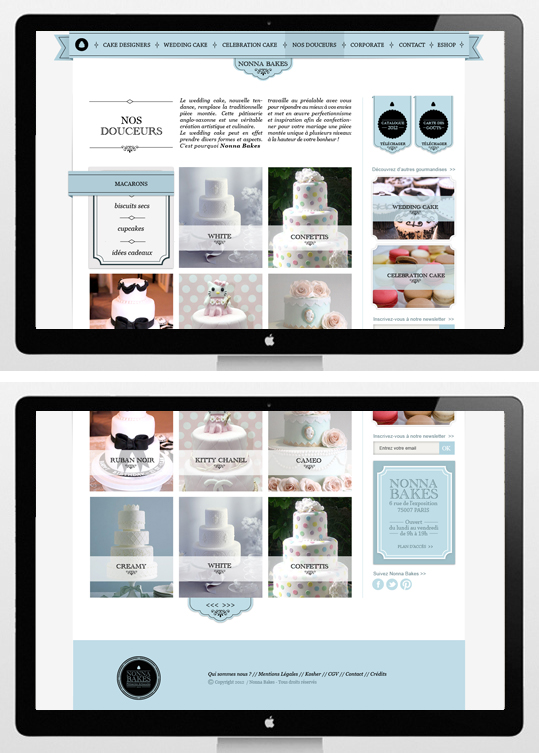 CAKE DESIGNERS WEDDING CAKE CELEBRATION CAKE NOS DOUCEURS CORPORATE CONTACT ESHOP
NONNA BAKES
NOS
DOUCEURS
Le wedding cake, nouvelle ten-
dance, remplace la traditionnelle
pièce montée. Cette pâtisserie
anglo-saxonne est une véritable
création artistique et culinaire.
Le wedding cake peut en effet
prendre divers formes et aspects.
C'est pourquoi Nonna Bakes
travaille au préalable avec vous
pour répondre au mieux à vos envies
et met en œuvre perfectionnisme
et inspiration afin de confection-
ner pour votre mariage une pièce
montée unique à plusieurs niveaux
à la hauteur de votre bonheur !
CATALOGUE
2011
TÉLÉCHARGER
CARTE DES
GOÛTS
TÉLÉCHARGER
MACARONS
biscuits secs
cupcakes
idées cadeaux
WHITE
CONFETTIS
Découvrez d'autres gourmandises >>
WEDDING CAKE
CELEBRATION CAKE
Inscrivez-vous à notre newsletter >>
RUBAN NOIR
KITTY CHANEL
CAMEO
CREAMY
WHITE
CONFETTIS
<<< >>>
Inscrivez-vous à notre newsletter >>
Entrez votre email OK
NONNA
BAKES
6 rue de l'exposition
75007 PARIS
Ouvert
du lundi au vendredi
de 9h à 19h
PLAN D'ACCÈS >>
Suivez Nonna Bakes >>
NONNA
BAKES
Qui sommes nous ? // Mentions Légales // Kosher // CGV // Contact // Crédits
© Copyright 2010 / Nonna Bakes - Tous droits réservés